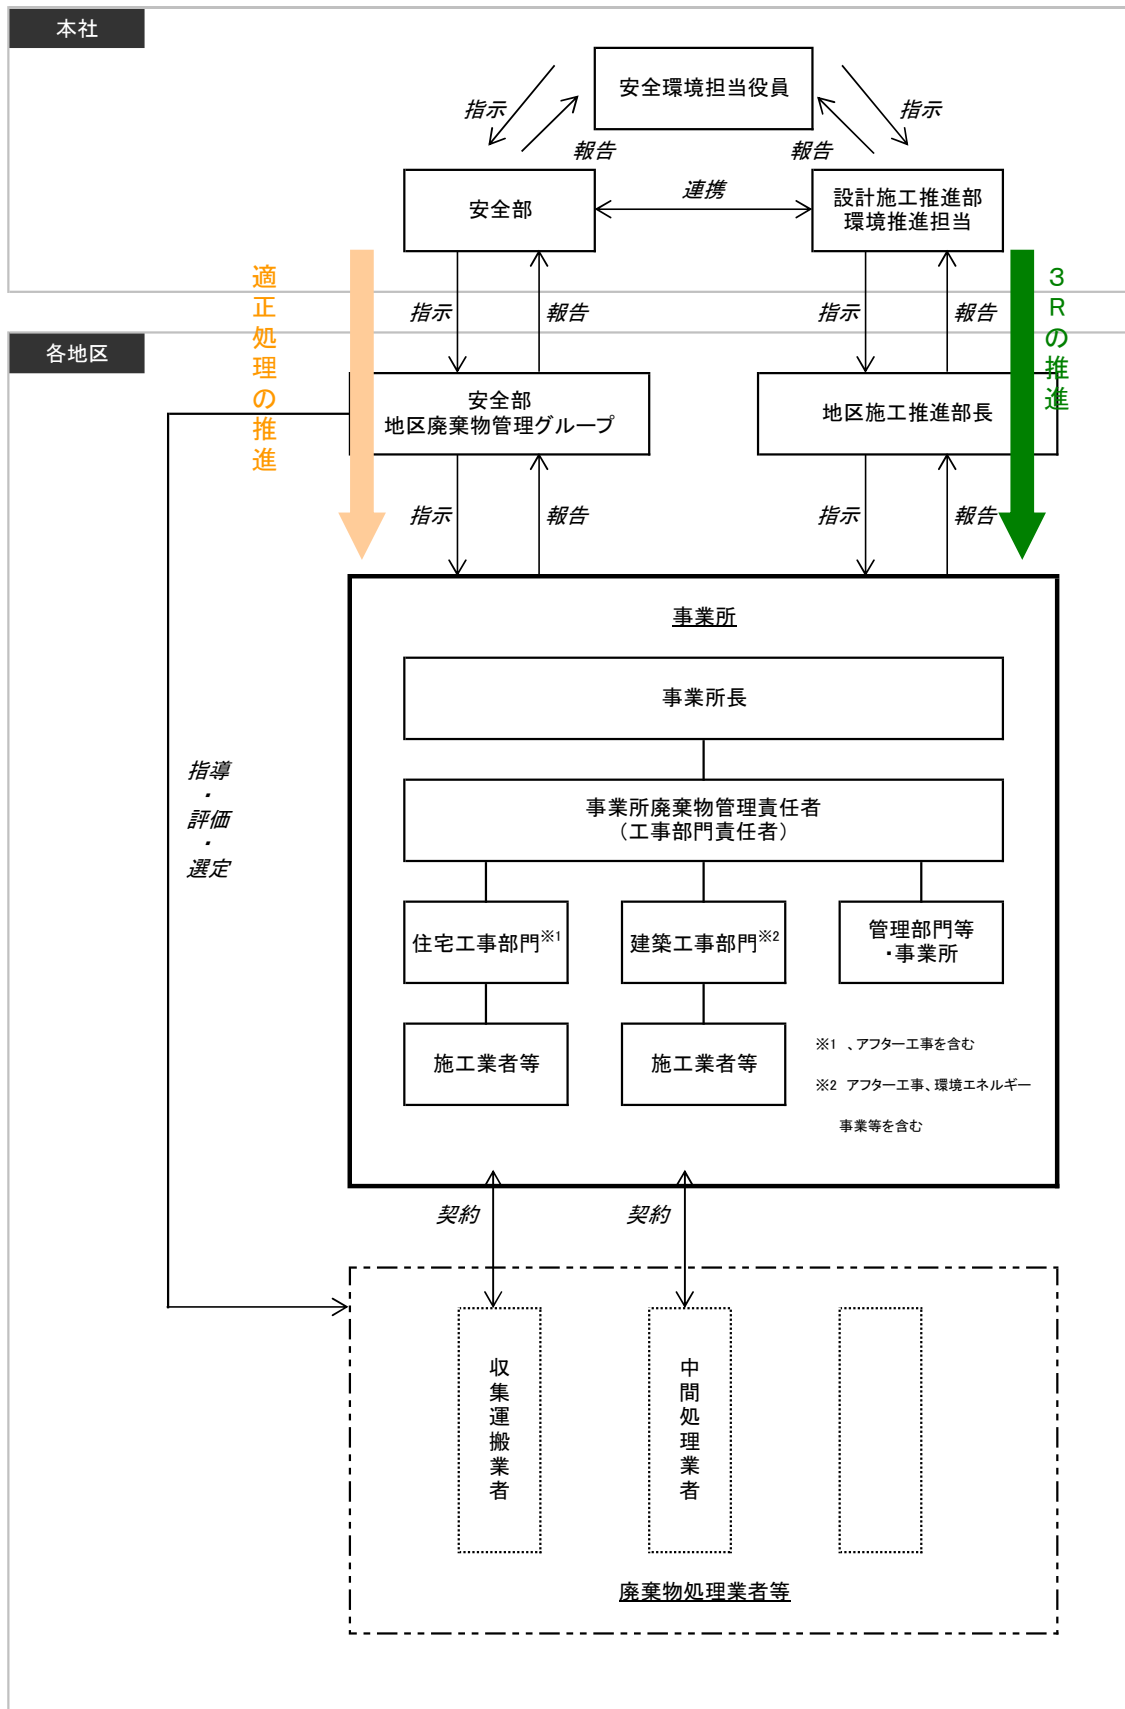 本社
安全環境担当役員
指示
報告
報告
指示
安全部
連携
設計施工推進部
環境推進担当
適正処理の推進
3Rの推進
指示
報告
指示
報告
各地区
安全部
地区廃棄物管理グループ
地区施工推進部長
指示
報告
指示
報告
事業所
事業所長
事業所廃棄物管理責任者
（工事部門責任者）
住宅工事部門※1
建築工事部門※2
管理部門等
・事業所
施工業者等
施工業者等
※1 、アフター工事を含む
※2 アフター工事、環境エネルギー
事業等を含む
指導
・
評価
・
選定
契約
契約
収集運搬業者
中間処理業者
廃棄物処理業者等